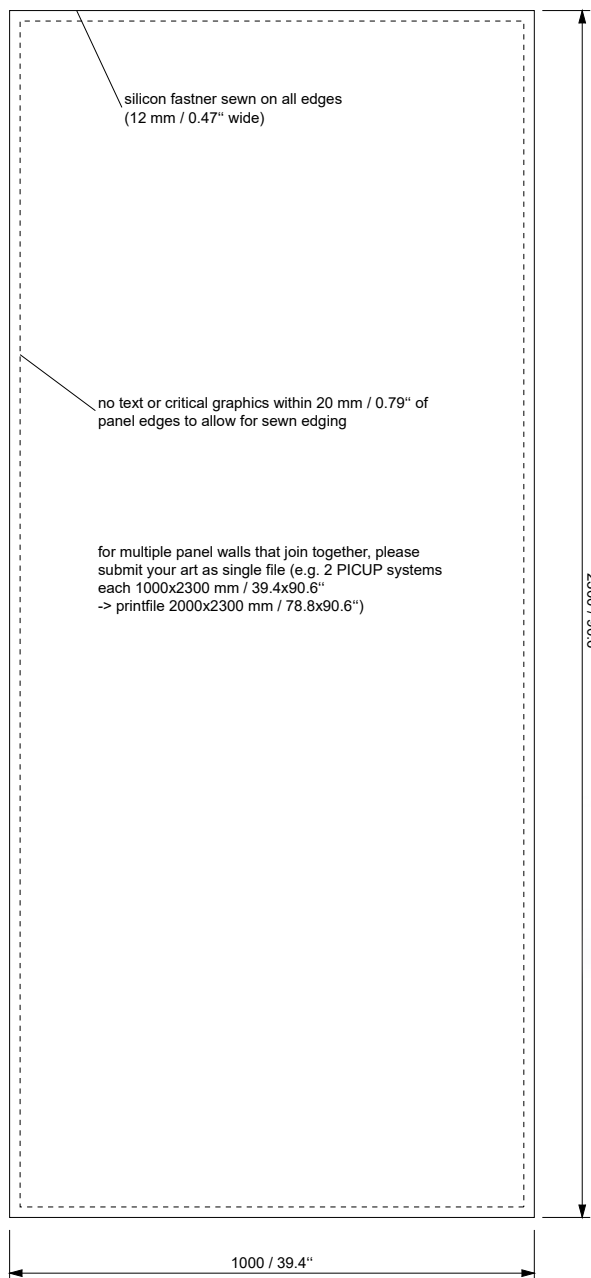 silicon fastner sewn on all edges
(12 mm / 0.47“ wide)
no text or critical graphics within 20 mm / 0.79“ of
panel edges to allow for sewn edging
for multiple panel walls that join together, please
submit your art as single file (e.g. 2 PICUP systems
each 1000x2300 mm / 39.4x90.6“
-> printfile 2000x2300 mm / 78.8x90.6“)
1000 / 39.4“